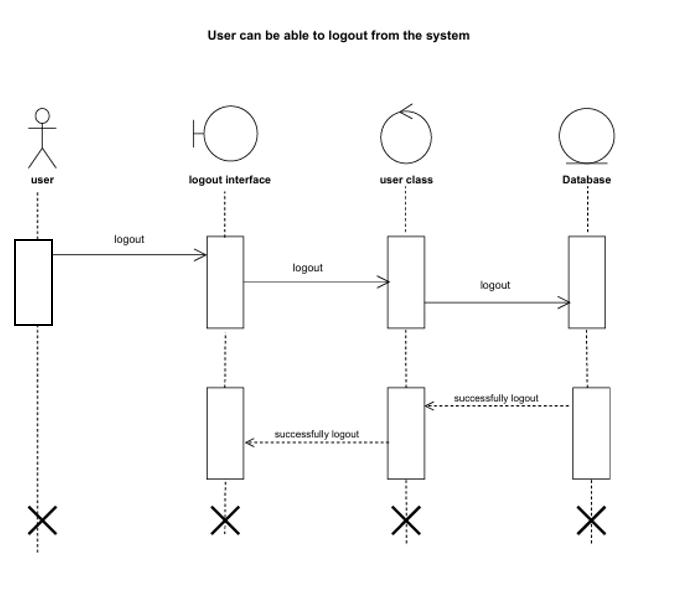 User can be able to logout from the system
user
logout interface
user class
Database
logout
logout
logout
successfully logout
successfully logout